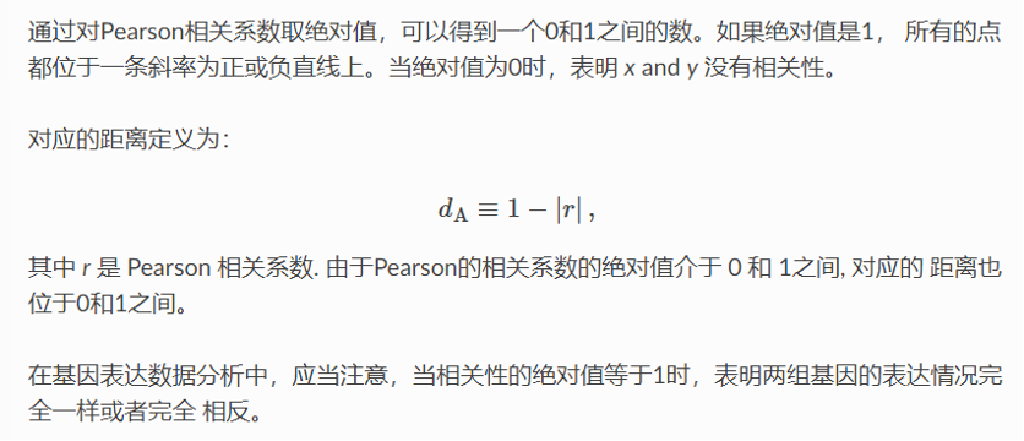 通过对Pearson相关系数取绝对值，可以得到一个0和1之间的数。如果绝对值是1， 所有的点
都位于一条斜率为正或负直线上。当绝对值为0时，表明 x and y 没有相关性。
对应的距离定义为：
d_A ≡ 1 − |r| ,
其中 r 是 Pearson 相关系数. 由于Pearson的相关系数的绝对值介于 0 和 1之间, 对应的 距离也
位于0和1之间。
在基因表达数据分析中，应当注意，当相关性的绝对值等于1时，表明两组基因的表达情况完
全一样或者完全 相反。